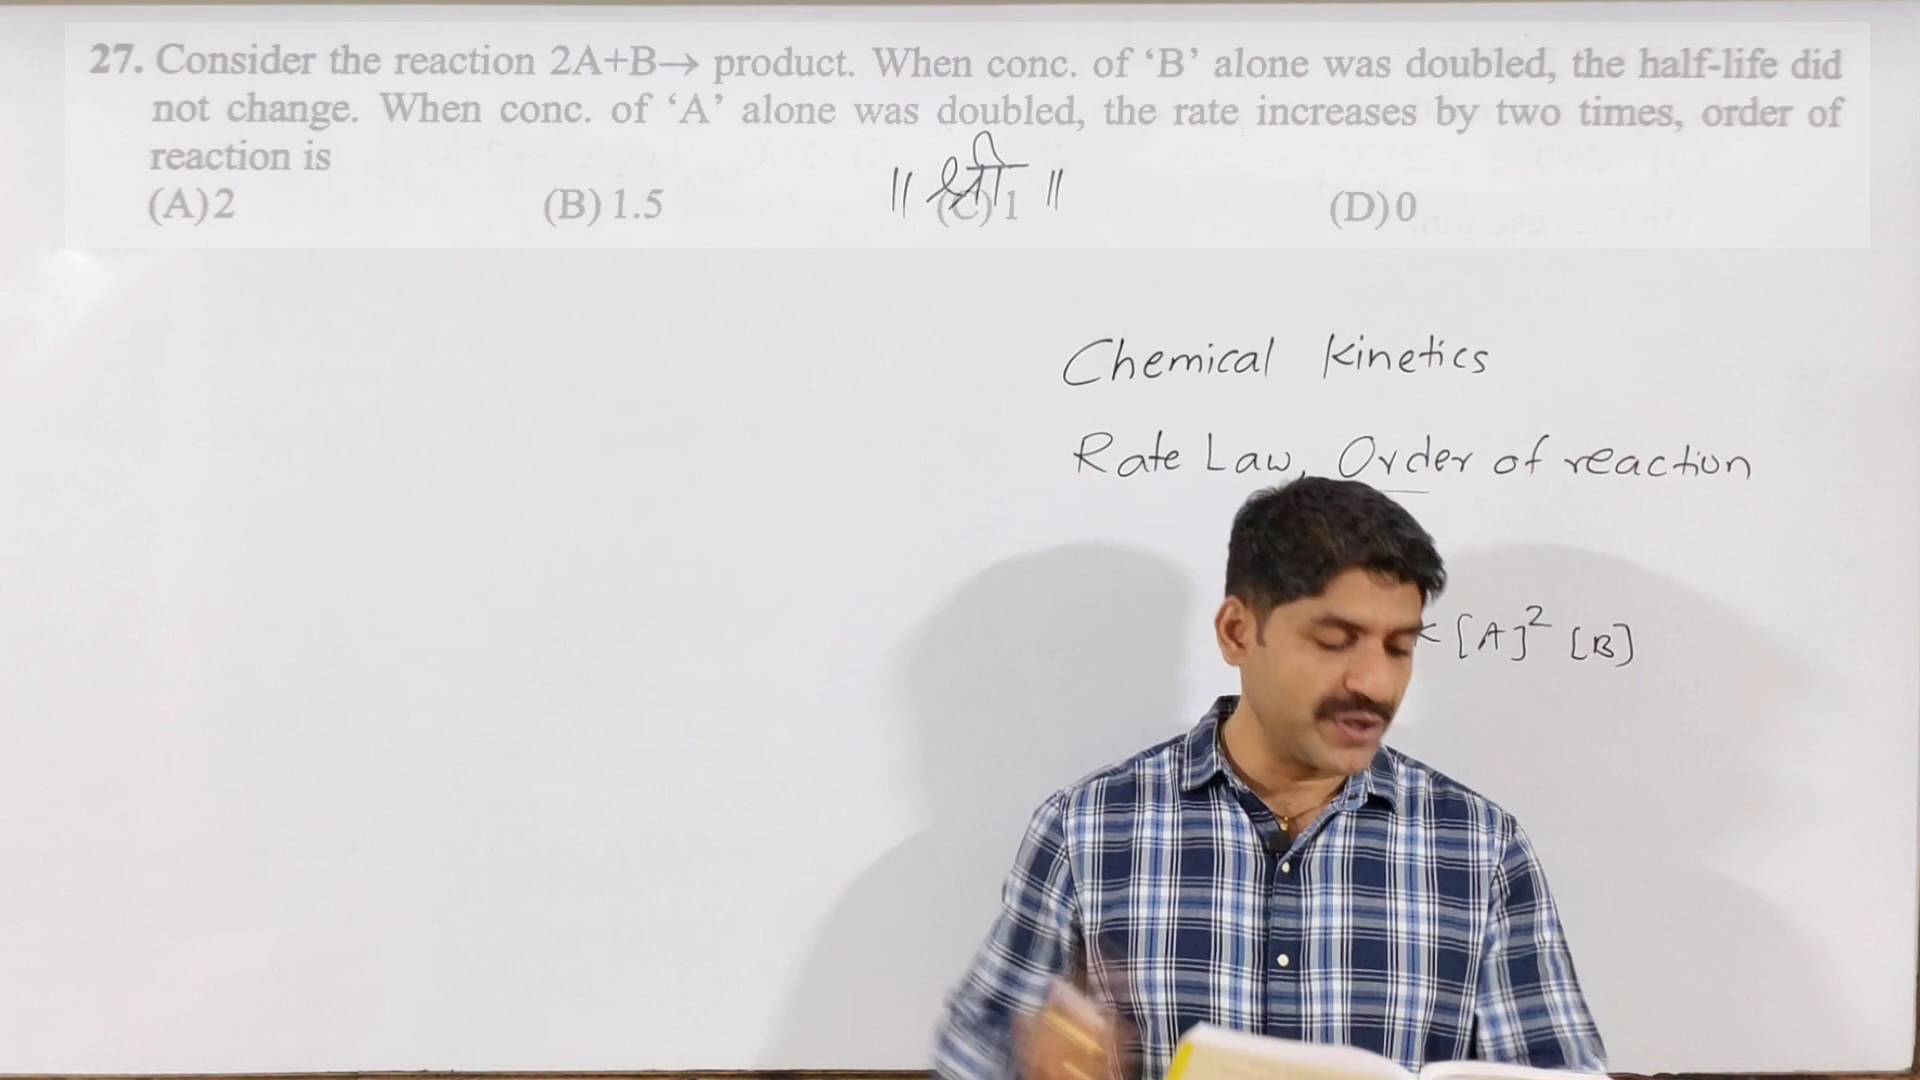 27. Consider the reaction 2A+B→ product. When conc. of ‘B’ alone was doubled, the half-life did
not change. When conc. of ‘A’ alone was doubled, the rate increases by two times, order of
reaction is
(A) 2 (B) 1.5 (C) 1 (D) 0
॥ श्री ॥
Chemical Kinetics
Rate Law, Order of reaction
[A]² [B]